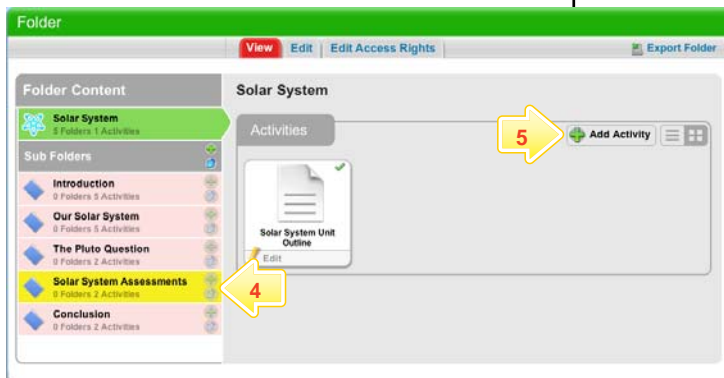 Folder
View Edit Edit Access Rights Export Folder
Folder Content
Solar System
5 Folders 1 Activities
Sub Folders
Introduction
0 Folders 5 Activities
Our Solar System
0 Folders 5 Activities
The Pluto Question
0 Folders 2 Activities
Solar System Assessments
0 Folders 2 Activities
Conclusion
0 Folders 2 Activities
4
Solar System
Activities
5
Add Activity
Solar System Unit
Outline
Edit